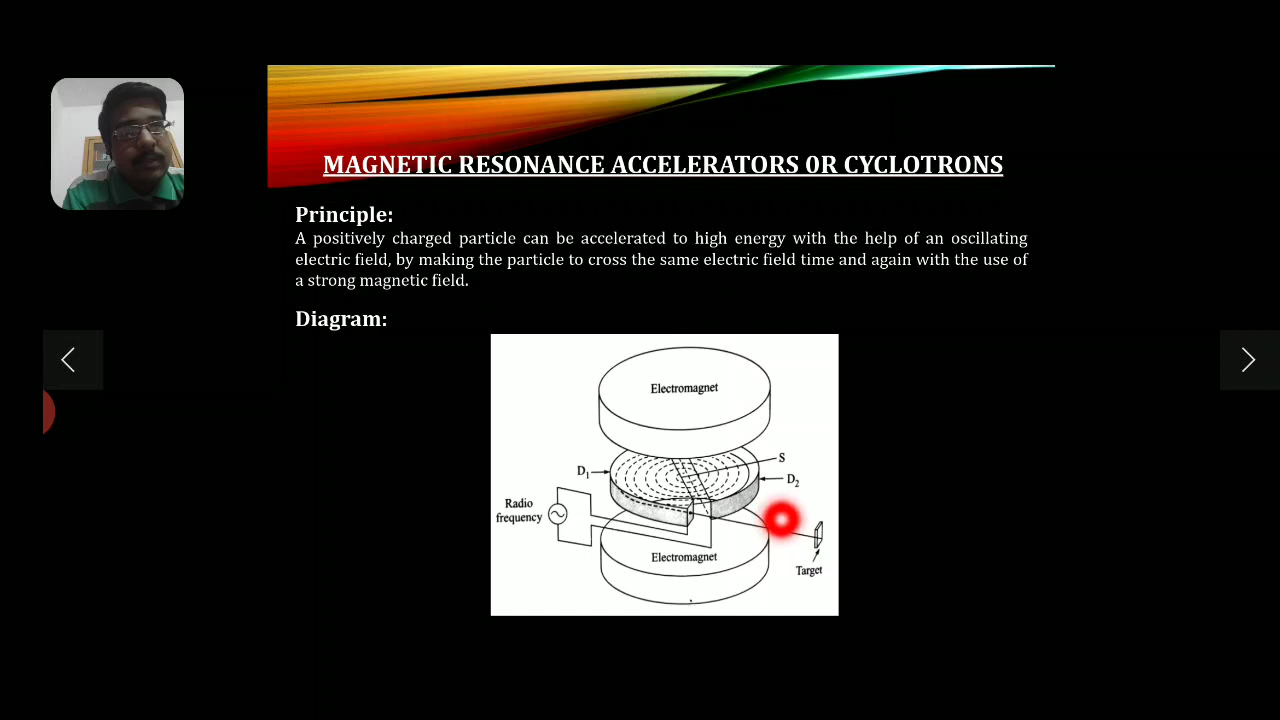 MAGNETIC RESONANCE ACCELERATORS 0R CYCLOTRONS
Principle:
A positively charged particle can be accelerated to high energy with the help of an oscillating
electric field, by making the particle to cross the same electric field time and again with the use of
a strong magnetic field.
Diagram:
Electromagnet
S
D₁
D₂
Radio
frequency
Electromagnet
Target